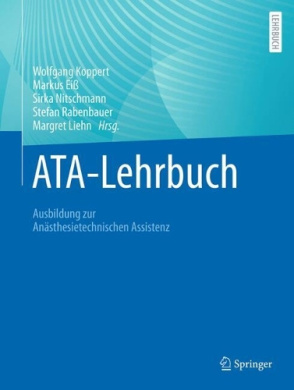 LEHRBUCH
Wolfgang Koppert
Markus Eiß
Sirka Nitschmann
Stefan Rabenbauer
Margret Liehn Hrsg.
ATA-Lehrbuch
Ausbildung zur
Anästhesietechnischen Assistenz
Springer